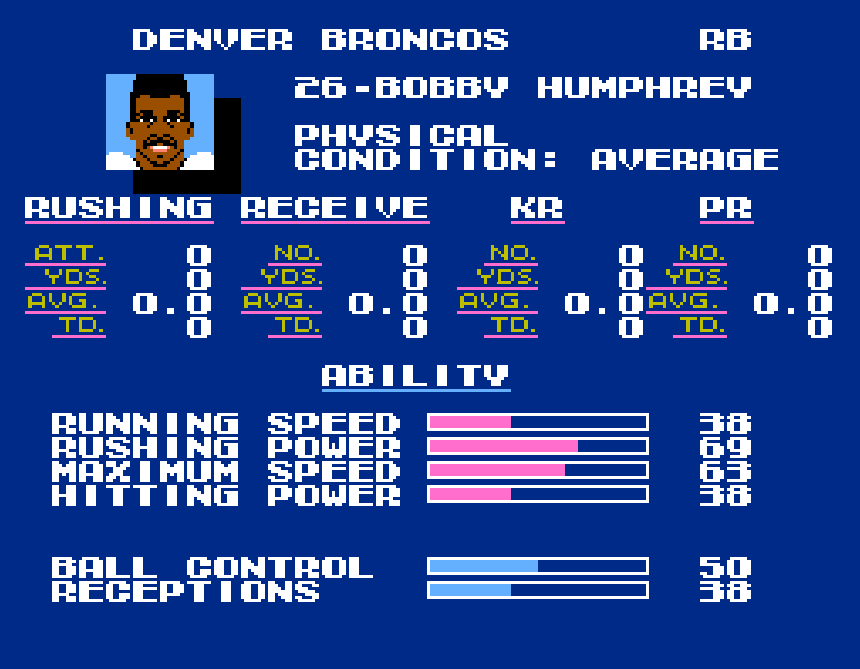 DENVER BRONCOS RB
26-BOBBY HUMPHREY
PHYSICAL
CONDITION: AVERAGE
RUSHING RECEIVE KR PR
ATT. 0 NO. 0 NO. 0 NO. 0
YDS. 0 YDS. 0 YDS. 0 YDS. 0
AVG. 0.0 AVG. 0.0 AVG. 0.0 AVG. 0.0
TD. 0 TD. 0 TD. 0 TD. 0
ABILITY
RUNNING SPEED 38
RUSHING POWER 69
MAXIMUM SPEED 63
HITTING POWER 38
BALL CONTROL 50
RECEPTIONS 38